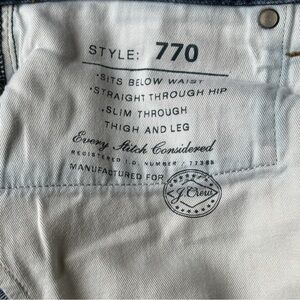 STYLE: 770
·SITS BELOW WAIST
·STRAIGHT THROUGH HIP
·SLIM THROUGH
THIGH AND LEG
Every Stitch Considered
REGISTERED I.D. NUMBER / 77388
MANUFACTURED FOR
J.Crew